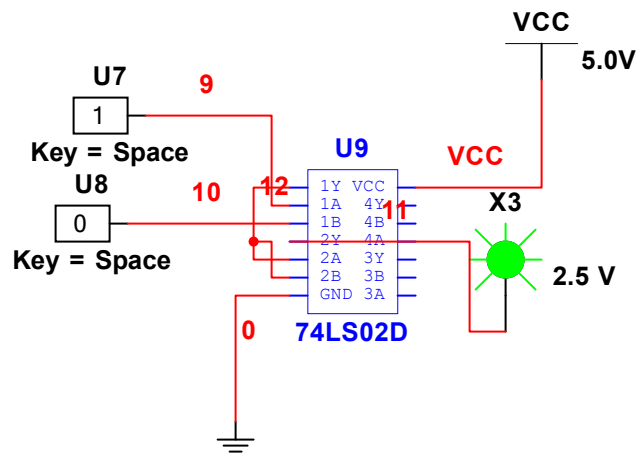 VCC
5.0V
U7
9
1
Key = Space
U9
VCC
U8
10
12
1Y VCC
1A 4Y
11
1B 4B
2Y 4A
2A 3Y
2B 3B
GND 3A
0
Key = Space
X3
2.5 V
0
74LS02D